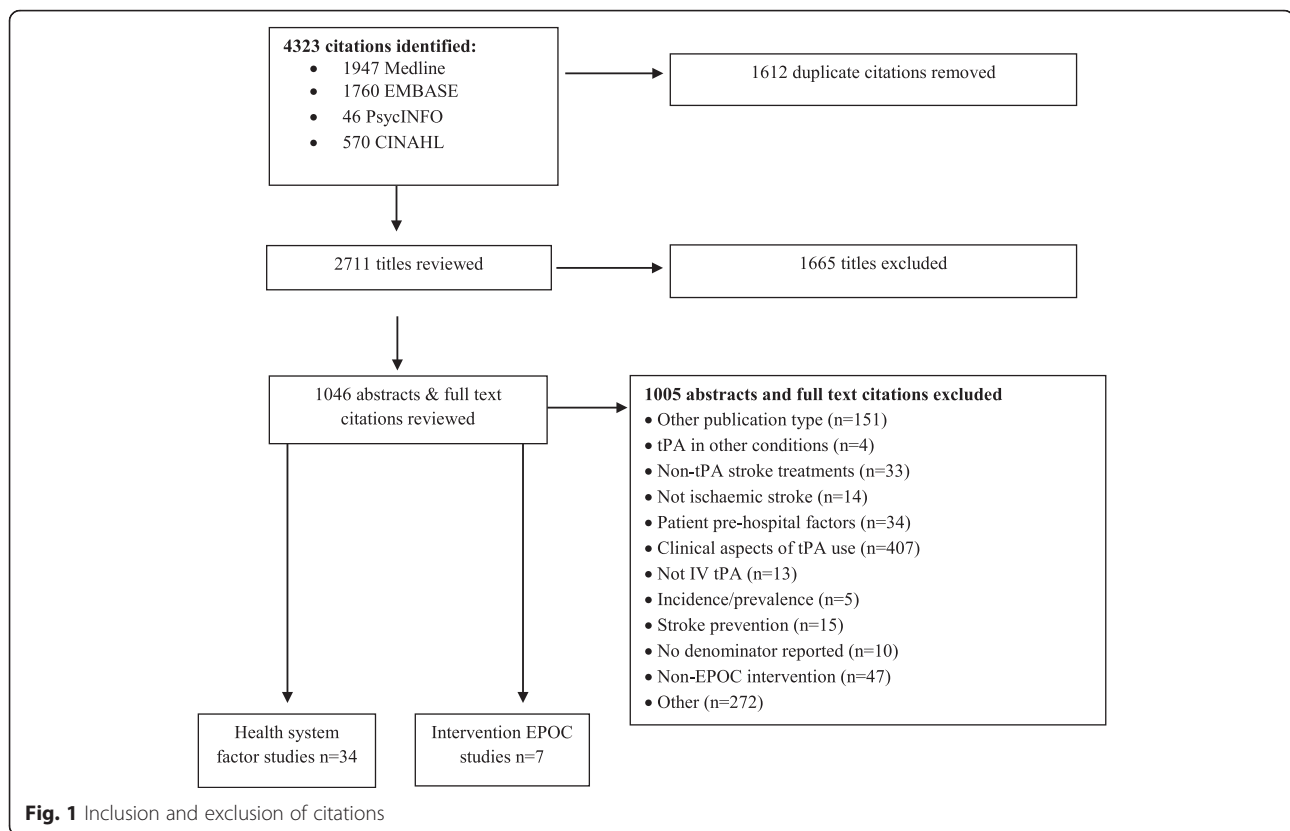 4323 citations identified:
• 1947 Medline
• 1760 EMBASE
• 46 PsycINFO
• 570 CINAHL
1612 duplicate citations removed
2711 titles reviewed
1665 titles excluded
1046 abstracts & full text
citations reviewed
1005 abstracts and full text citations excluded
• Other publication type (n=151)
• tPA in other conditions (n=4)
• Non-tPA stroke treatments (n=33)
• Not ischaemic stroke (n=14)
• Patient pre-hospital factors (n=34)
• Clinical aspects of tPA use (n=407)
• Not IV tPA (n=13)
• Incidence/prevalence (n=5)
• Stroke prevention (n=15)
• No denominator reported (n=10)
• Non-EPOC intervention (n=47)
• Other (n=272)
Health system
factor studies n=34
Intervention EPOC
studies n=7
Fig. 1 Inclusion and exclusion of citations